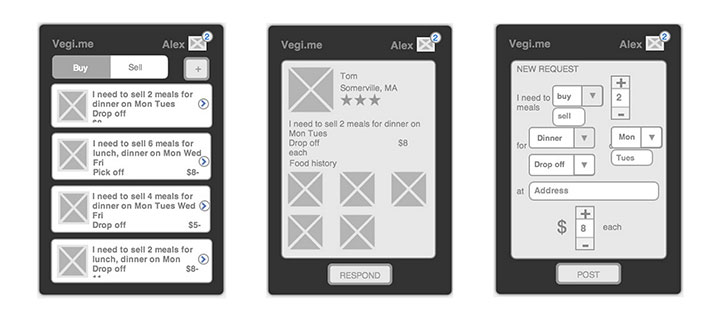 Vegi.me
Alex 2
Buy
Sell
+
I need to sell 2 meals for
dinner on Mon Tues
Drop off
I need to sell 6 meals for
lunch, dinner on Mon Wed
Fri
Pick off $8-
I need to sell 4 meals for
dinner on Mon Tues Wed
Fri
Drop off $5-
I need to sell 2 meals for
lunch, dinner on Mon
Drop off $8-
Vegi.me
Alex 2
Tom
Somerville, MA
I need to sell 2 meals for dinner on
Mon Tues
Drop off $8
each
Food history
RESPOND
Vegi.me
Alex 2
NEW REQUEST
I need to buy + 2 -
meals
sell
for Dinner Mon
Drop off Tues
at Address
$ + 8 - each
POST